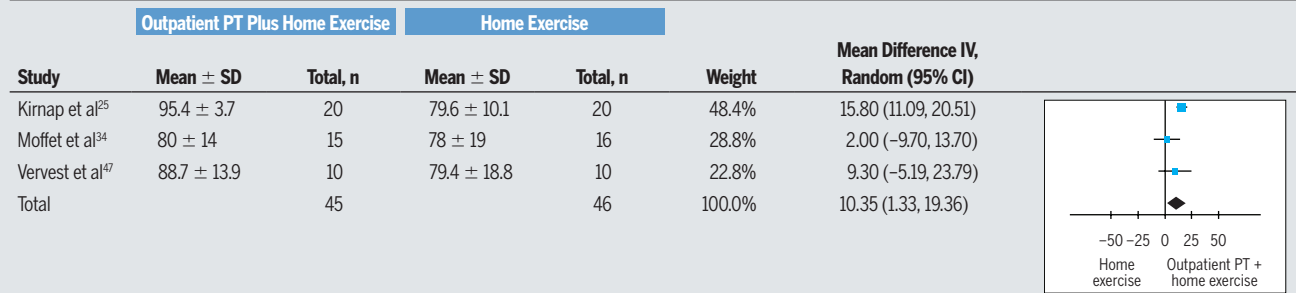 Outpatient PT Plus Home Exercise Home Exercise
Mean Difference IV,
Study Mean ± SD Total, n Mean ± SD Total, n Weight Random (95% CI)
Kirnap et al25 95.4 ± 3.7 20 79.6 ± 10.1 20 48.4% 15.80 (11.09, 20.51)
Moffet et al34 80 ± 14 15 78 ± 19 16 28.8% 2.00 (−9.70, 13.70)
Vervest et al47 88.7 ± 13.9 10 79.4 ± 18.8 10 22.8% 9.30 (−5.19, 23.79)
Total 45 46 100.0% 10.35 (1.33, 19.36)
−50 −25 0 25 50
Home Outpatient PT +
exercise home exercise